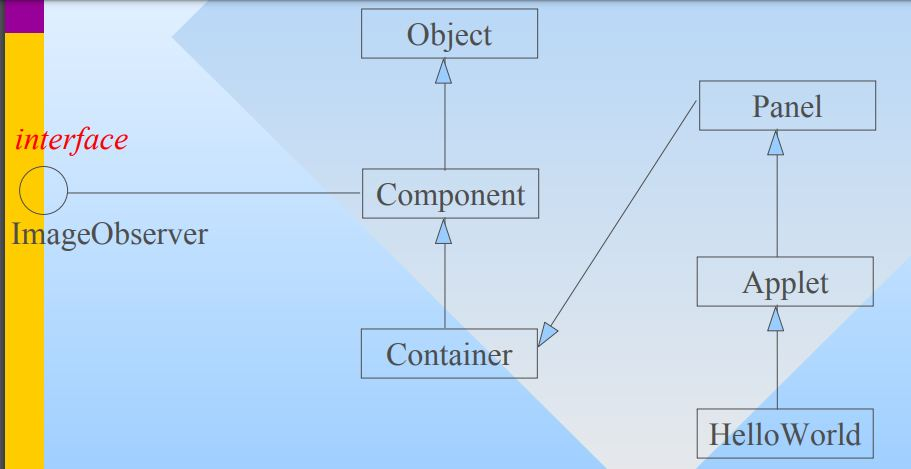 Object
Panel
interface
Component
ImageObserver
Applet
Container
HelloWorld